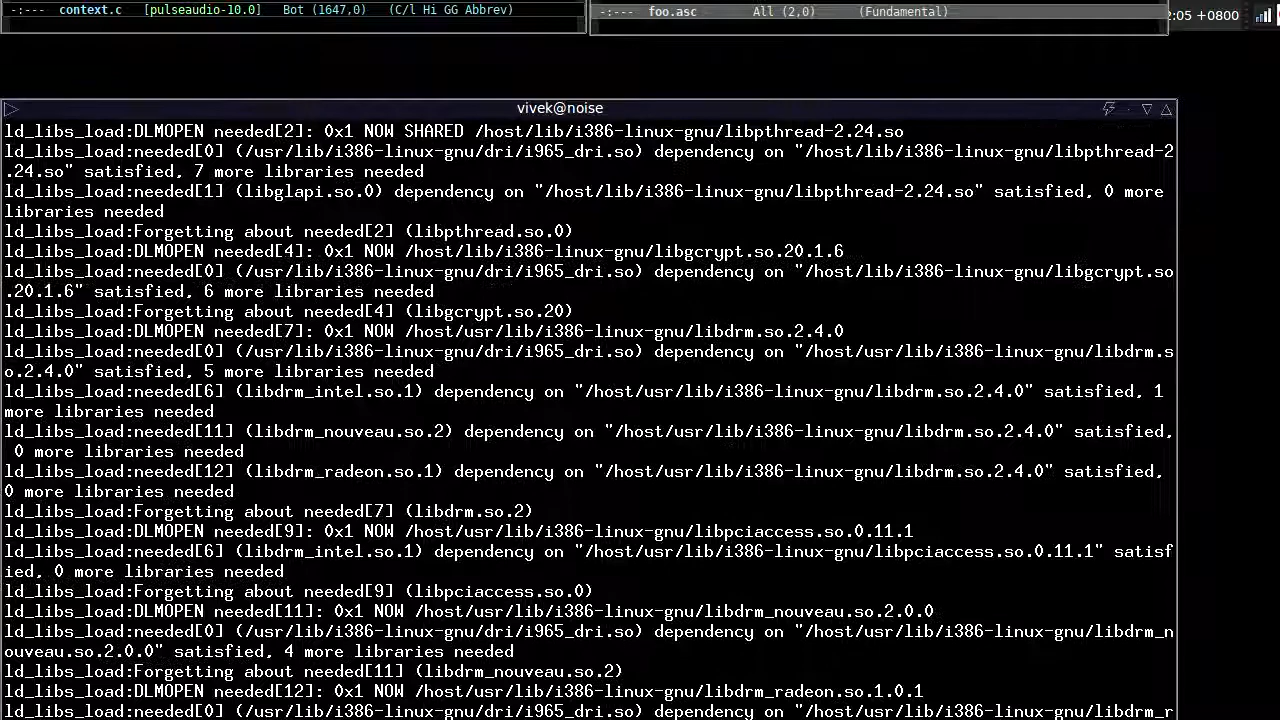 -:--- context.c [pulseaudio-10.0] Bot (1647,0) (C/l Hi GG Abbrev)
-:--- foo.asc All (2,0) (Fundamental)
2:05 +0800
vivek@noise
ld_libs_load:DLMOPEN needed[2]: 0x1 NOW SHARED /host/lib/i386-linux-gnu/libpthread-2.24.so
ld_libs_load:needed[0] (/usr/lib/i386-linux-gnu/dri/i965_dri.so) dependency on "/host/lib/i386-linux-gnu/libpthread-2
.24.so" satisfied, 7 more libraries needed
ld_libs_load:needed[1] (libglapi.so.0) dependency on "/host/lib/i386-linux-gnu/libpthread-2.24.so" satisfied, 0 more
libraries needed
ld_libs_load:Forgetting about needed[2] (libpthread.so.0)
ld_libs_load:DLMOPEN needed[4]: 0x1 NOW /host/lib/i386-linux-gnu/libgcrypt.so.20.1.6
ld_libs_load:needed[0] (/usr/lib/i386-linux-gnu/dri/i965_dri.so) dependency on "/host/lib/i386-linux-gnu/libgcrypt.so
.20.1.6" satisfied, 6 more libraries needed
ld_libs_load:Forgetting about needed[4] (libgcrypt.so.20)
ld_libs_load:DLMOPEN needed[7]: 0x1 NOW /host/usr/lib/i386-linux-gnu/libdrm.so.2.4.0
ld_libs_load:needed[0] (/usr/lib/i386-linux-gnu/dri/i965_dri.so) dependency on "/host/usr/lib/i386-linux-gnu/libdrm.s
o.2.4.0" satisfied, 5 more libraries needed
ld_libs_load:needed[6] (libdrm_intel.so.1) dependency on "/host/usr/lib/i386-linux-gnu/libdrm.so.2.4.0" satisfied, 1
more libraries needed
ld_libs_load:needed[11] (libdrm_nouveau.so.2) dependency on "/host/usr/lib/i386-linux-gnu/libdrm.so.2.4.0" satisfied,
0 more libraries needed
ld_libs_load:needed[12] (libdrm_radeon.so.1) dependency on "/host/usr/lib/i386-linux-gnu/libdrm.so.2.4.0" satisfied,
0 more libraries needed
ld_libs_load:Forgetting about needed[7] (libdrm.so.2)
ld_libs_load:DLMOPEN needed[9]: 0x1 NOW /host/usr/lib/i386-linux-gnu/libpciaccess.so.0.11.1
ld_libs_load:needed[6] (libdrm_intel.so.1) dependency on "/host/usr/lib/i386-linux-gnu/libpciaccess.so.0.11.1" satisf
ied, 0 more libraries needed
ld_libs_load:Forgetting about needed[9] (libpciaccess.so.0)
ld_libs_load:DLMOPEN needed[11]: 0x1 NOW /host/usr/lib/i386-linux-gnu/libdrm_nouveau.so.2.0.0
ld_libs_load:needed[0] (/usr/lib/i386-linux-gnu/dri/i965_dri.so) dependency on "/host/usr/lib/i386-linux-gnu/libdrm_n
ouveau.so.2.0.0" satisfied, 4 more libraries needed
ld_libs_load:Forgetting about needed[11] (libdrm_nouveau.so.2)
ld_libs_load:DLMOPEN needed[12]: 0x1 NOW /host/usr/lib/i386-linux-gnu/libdrm_radeon.so.1.0.1
ld_libs_load:needed[0] (/usr/lib/i386-linux-gnu/dri/i965_dri.so) dependency on "/host/usr/lib/i386-linux-gnu/libdrm_r